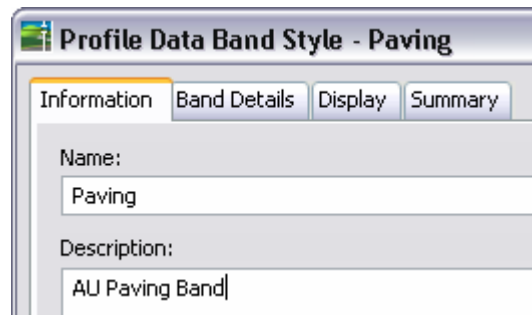 Profile Data Band Style - Paving
Information Band Details Display Summary
Name:
Paving
Description:
AU Paving Band